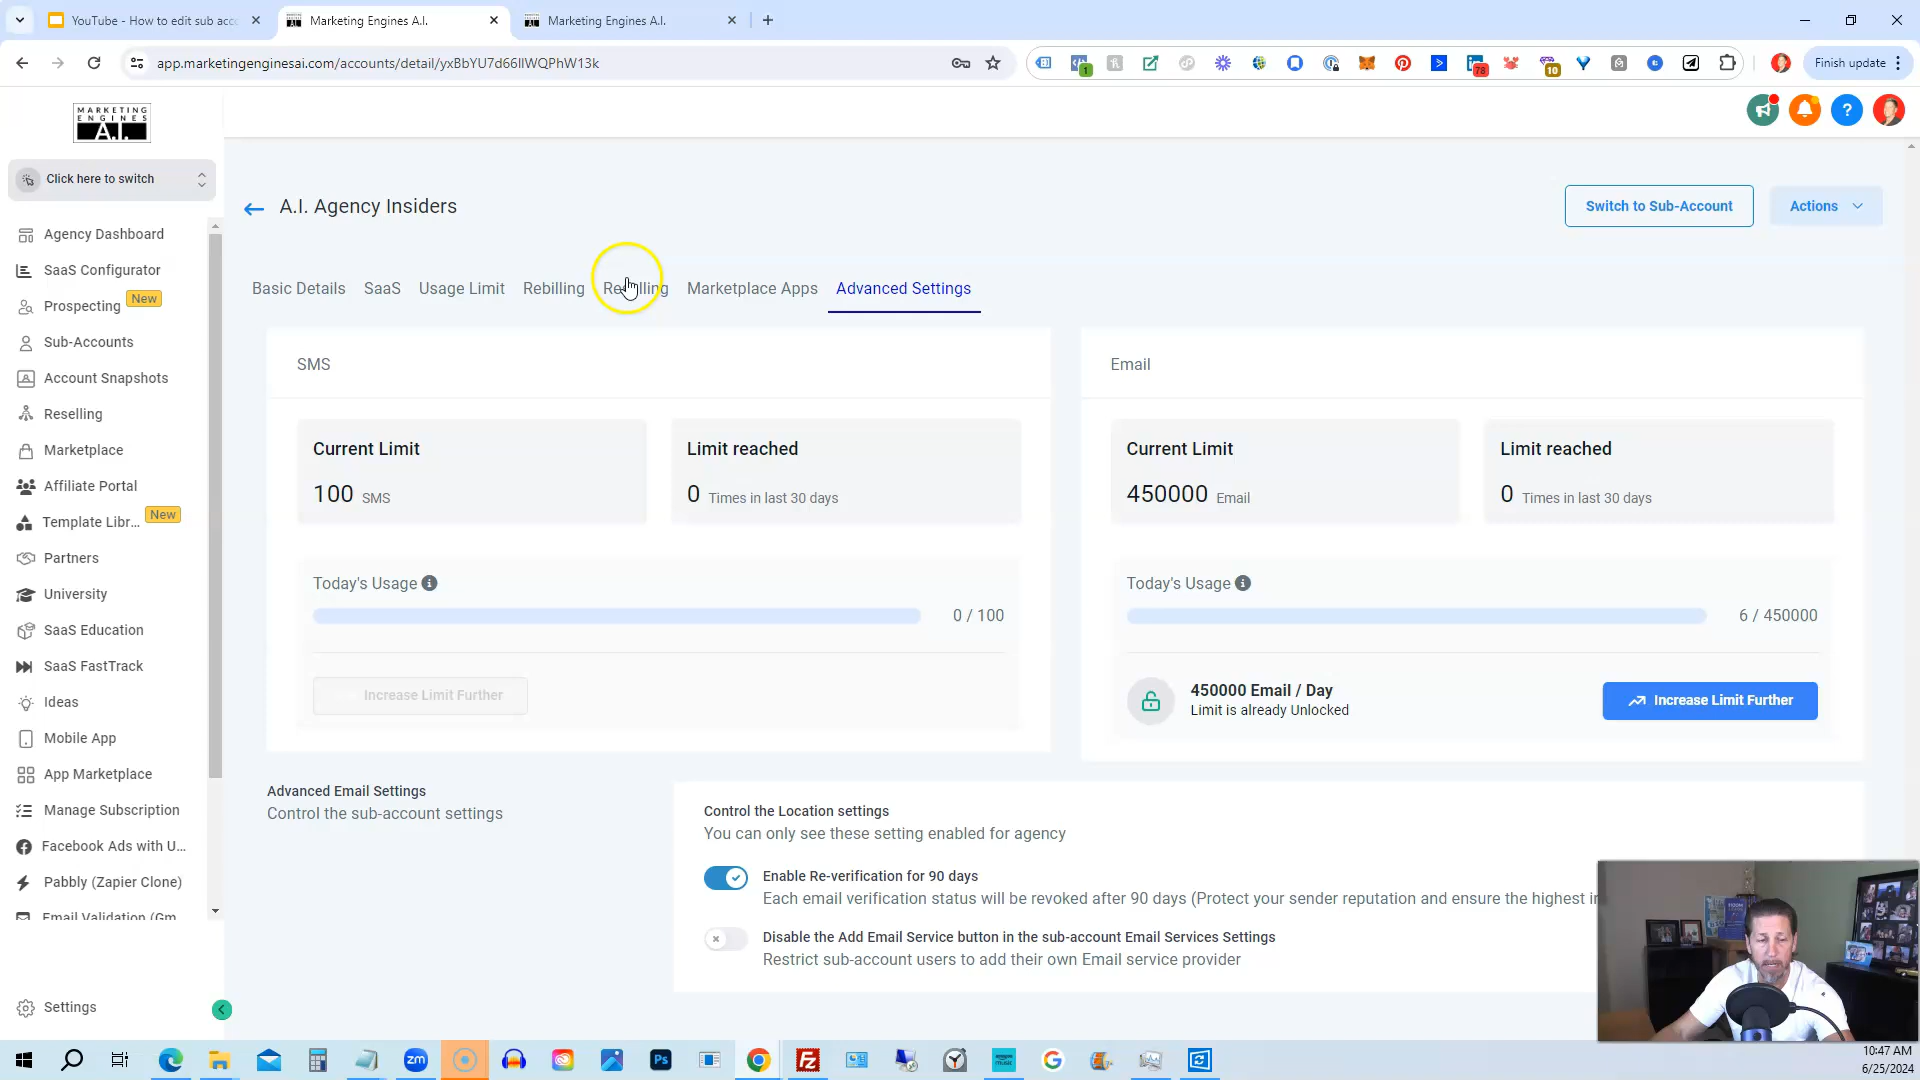 YouTube - How to edit sub acc
Marketing Engines A.I.
Marketing Engines A.I.
app.marketingenginesai.com/accounts/detail/yxBbYU7d66IIWQPhW13k
1
78
10
Finish update
MARKETING
ENGINES
A.I.
Click here to switch
A.I. Agency Insiders
Switch to Sub-Account
Actions
Agency Dashboard
SaaS Configurator
Prospecting New
Sub-Accounts
Account Snapshots
Reselling
Marketplace
Affiliate Portal
Template Libr... New
Partners
University
SaaS Education
SaaS FastTrack
Ideas
Mobile App
App Marketplace
Manage Subscription
Facebook Ads with U...
Pabbly (Zapier Clone)
Email Validation (Gm
Settings
Basic Details SaaS Usage Limit Rebilling Reselling Marketplace Apps Advanced Settings
SMS
Current Limit
100 SMS
Limit reached
0 Times in last 30 days
Today's Usage
0 / 100
Increase Limit Further
Email
Current Limit
450000 Email
Limit reached
0 Times in last 30 days
Today's Usage
6 / 450000
450000 Email / Day
Limit is already Unlocked
Increase Limit Further
Advanced Email Settings
Control the sub-account settings
Control the Location settings
You can only see these setting enabled for agency
Enable Re-verification for 90 days
Each email verification status will be revoked after 90 days (Protect your sender reputation and ensure the highest
Disable the Add Email Service button in the sub-account Email Services Settings
Restrict sub-account users to add their own Email service provider
zm
Ps
10:47 AM
6/25/2024